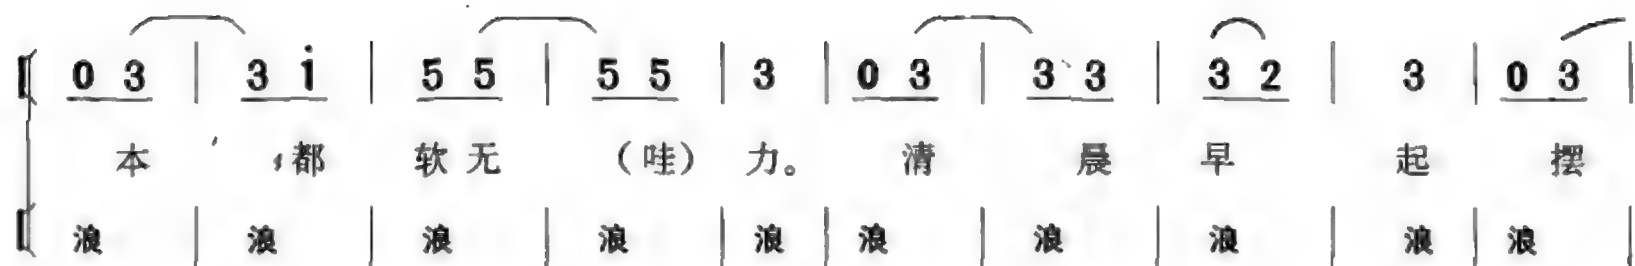 0 3 | 3 i | 5 5 | 5 5 | 3 | 0 3 | 3 3 | 3 2 | 3 | 0 3 |
本 都 软 无 （哇） 力。 清 晨 早 起 摆
浪 | 浪 | 浪 | 浪 | 浪 | 浪 | 浪 | 浪 | 浪 | 浪 |